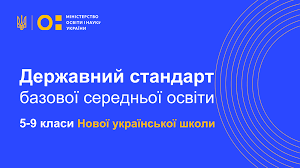 МІНІСТЕРСТВО
ОСВІТИ І НАУКИ
УКРАЇНИ
Державний стандарт
базової середньої освіти
5-9 класи Нової української школи